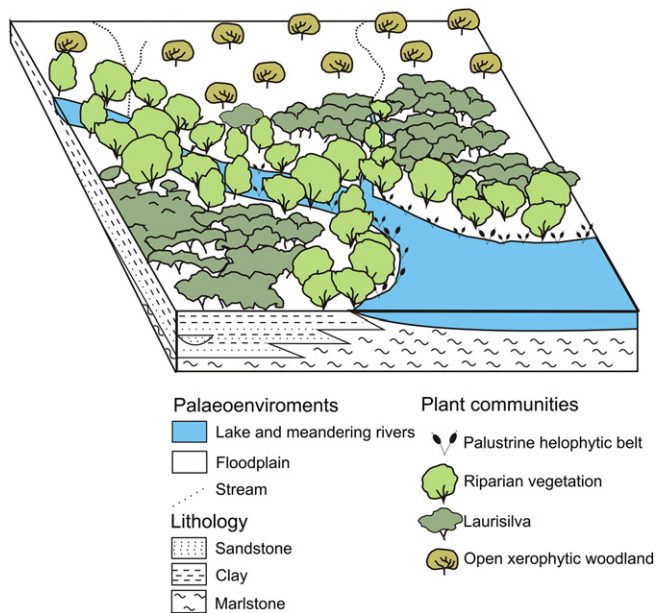 Palaeoenviroments
Lake and meandering rivers
Floodplain
Stream
Lithology
Sandstone
Clay
Marlstone
Plant communities
Palustrine helophytic belt
Riparian vegetation
Laurisilva
Open xerophytic woodland